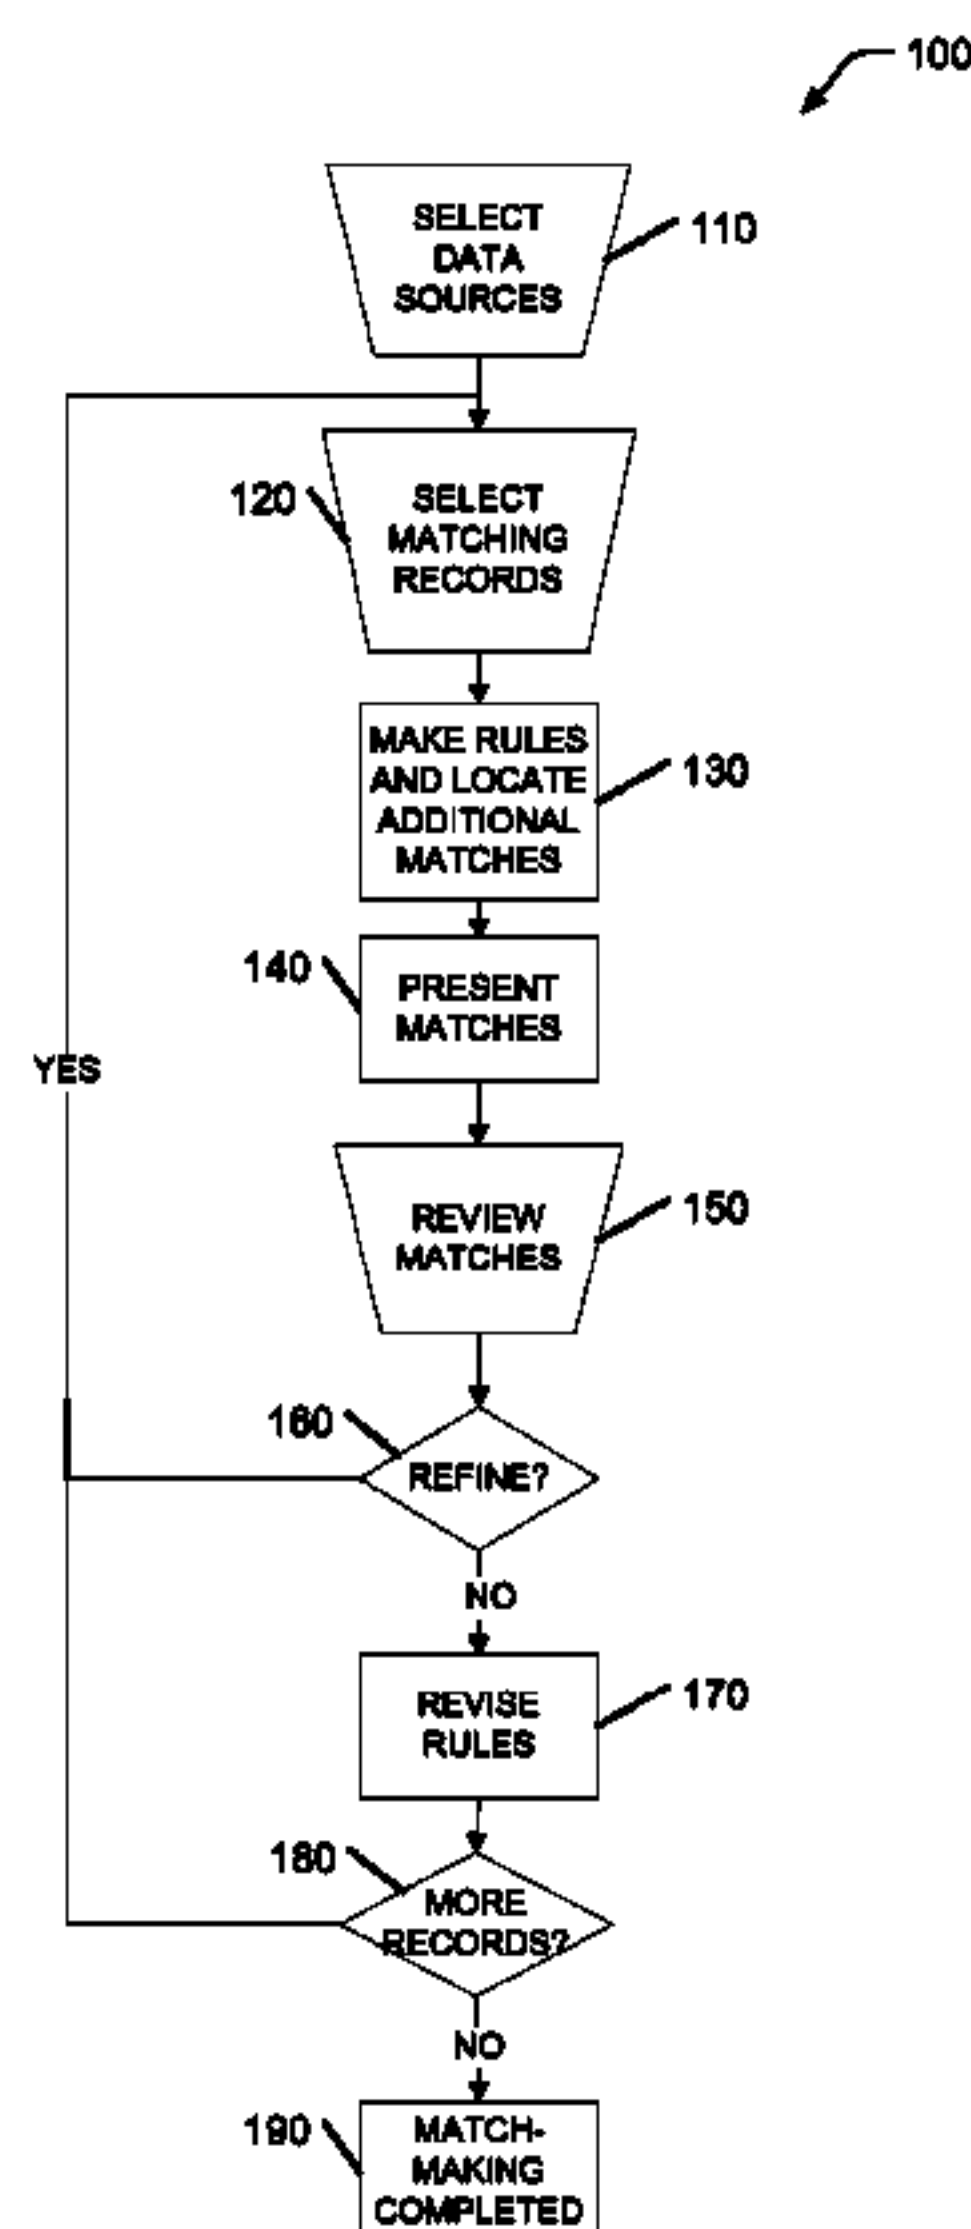 100
SELECT
DATA
SOURCES
110
120
SELECT
MATCHING
RECORDS
MAKE RULES
AND LOCATE
ADDITIONAL
MATCHES
130
140
PRESENT
MATCHES
YES
REVIEW
MATCHES
150
160
REFINE?
NO
REVISE
RULES
170
180
MORE
RECORDS?
NO
190
MATCH-
MAKING
COMPLETED